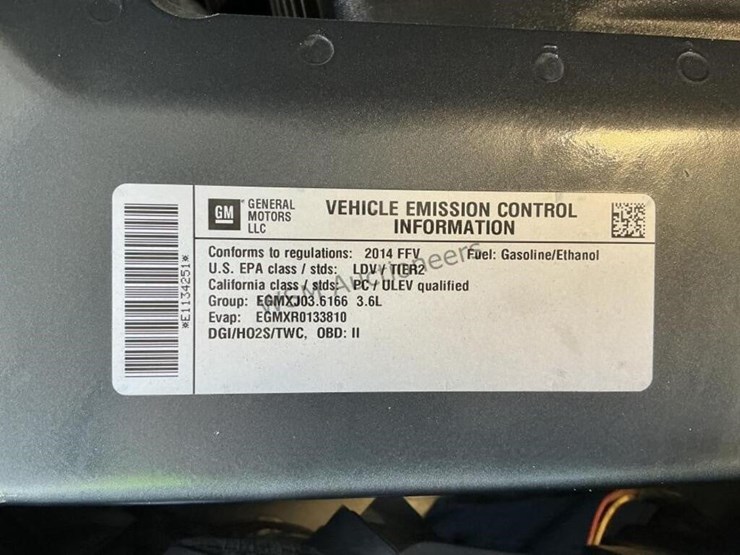 GM GENERAL MOTORS LLC
VEHICLE EMISSION CONTROL
INFORMATION
Conforms to regulations: 2014 FFV Fuel: Gasoline/Ethanol
U.S. EPA class / stds: LDV / TIER2
California class / stds: PC / ULEV qualified
Group: EGMXJ03.6166 3.6L
Evap: EGMXR0133810
DGI/HO2S/TWC, OBD: II
*E1134251*